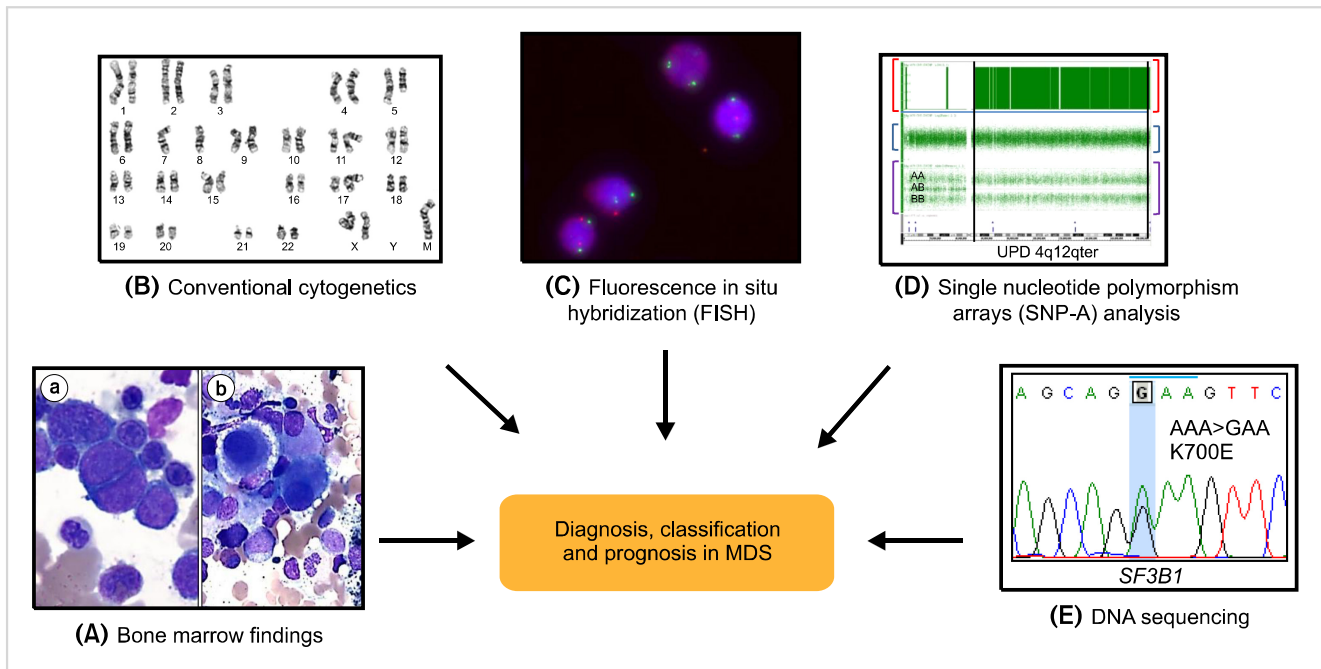 1 2 3 4 5
6 7 8 9 10 11 12
13 14 15 16 17 18
19 20 21 22 X Y M
(B) Conventional cytogenetics
(C) Fluorescence in situ
hybridization (FISH)
AA
AB
BB
UPD 4q12qter
(D) Single nucleotide polymorphism
arrays (SNP-A) analysis
a b
(A) Bone marrow findings
Diagnosis, classification
and prognosis in MDS
A G C A G G A A G T T C
AAA>GAA
K700E
SF3B1
(E) DNA sequencing